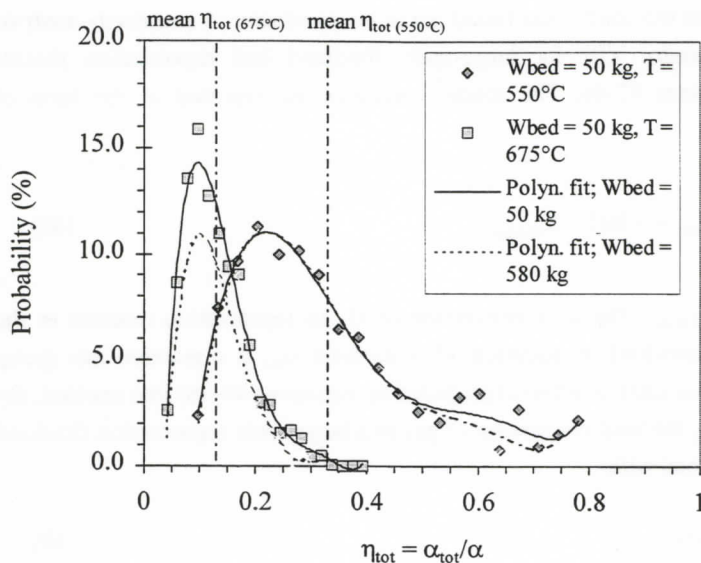 mean ηtot (675°C) mean ηtot (550°C)
20.0
15.0
10.0
5.0
0.0
Probability (%)
Wbed = 50 kg, T=
550°C
Wbed = 50 kg, T=
675°C
Polyn. fit; Wbed =
50 kg
Polyn. fit; Wbed =
580 kg
0 0.2 0.4 0.6 0.8 1
ηtot = αtot/α